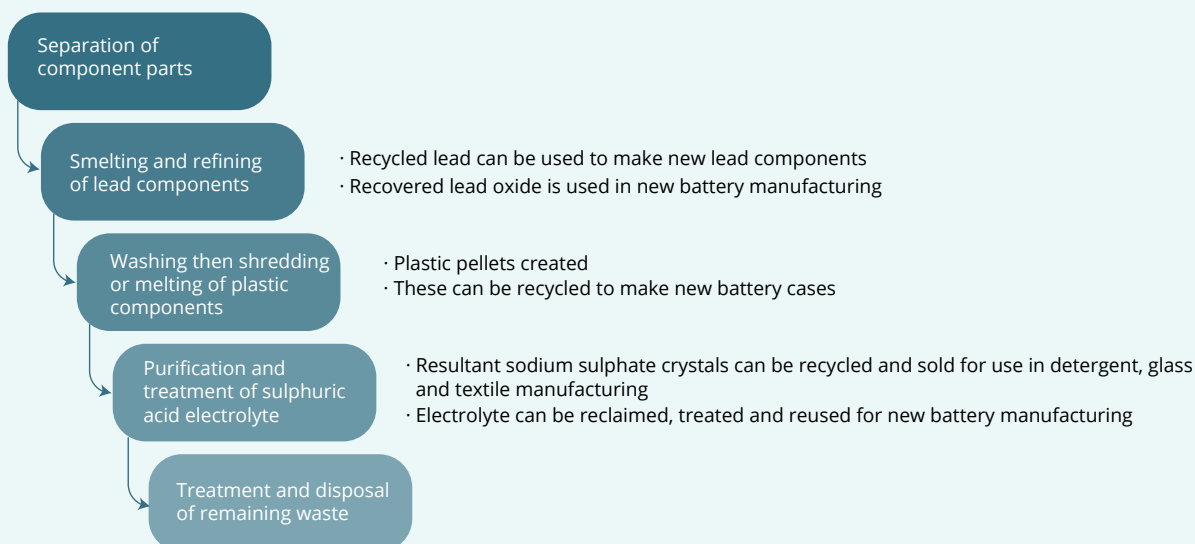 Separation of
component parts
Smelting and refining
of lead components
· Recycled lead can be used to make new lead components
· Recovered lead oxide is used in new battery manufacturing
Washing then shredding
or melting of plastic
components
· Plastic pellets created
· These can be recycled to make new battery cases
Purification and
treatment of sulphuric
acid electrolyte
· Resultant sodium sulphate crystals can be recycled and sold for use in detergent, glass
and textile manufacturing
· Electrolyte can be reclaimed, treated and reused for new battery manufacturing
Treatment and disposal
of remaining waste